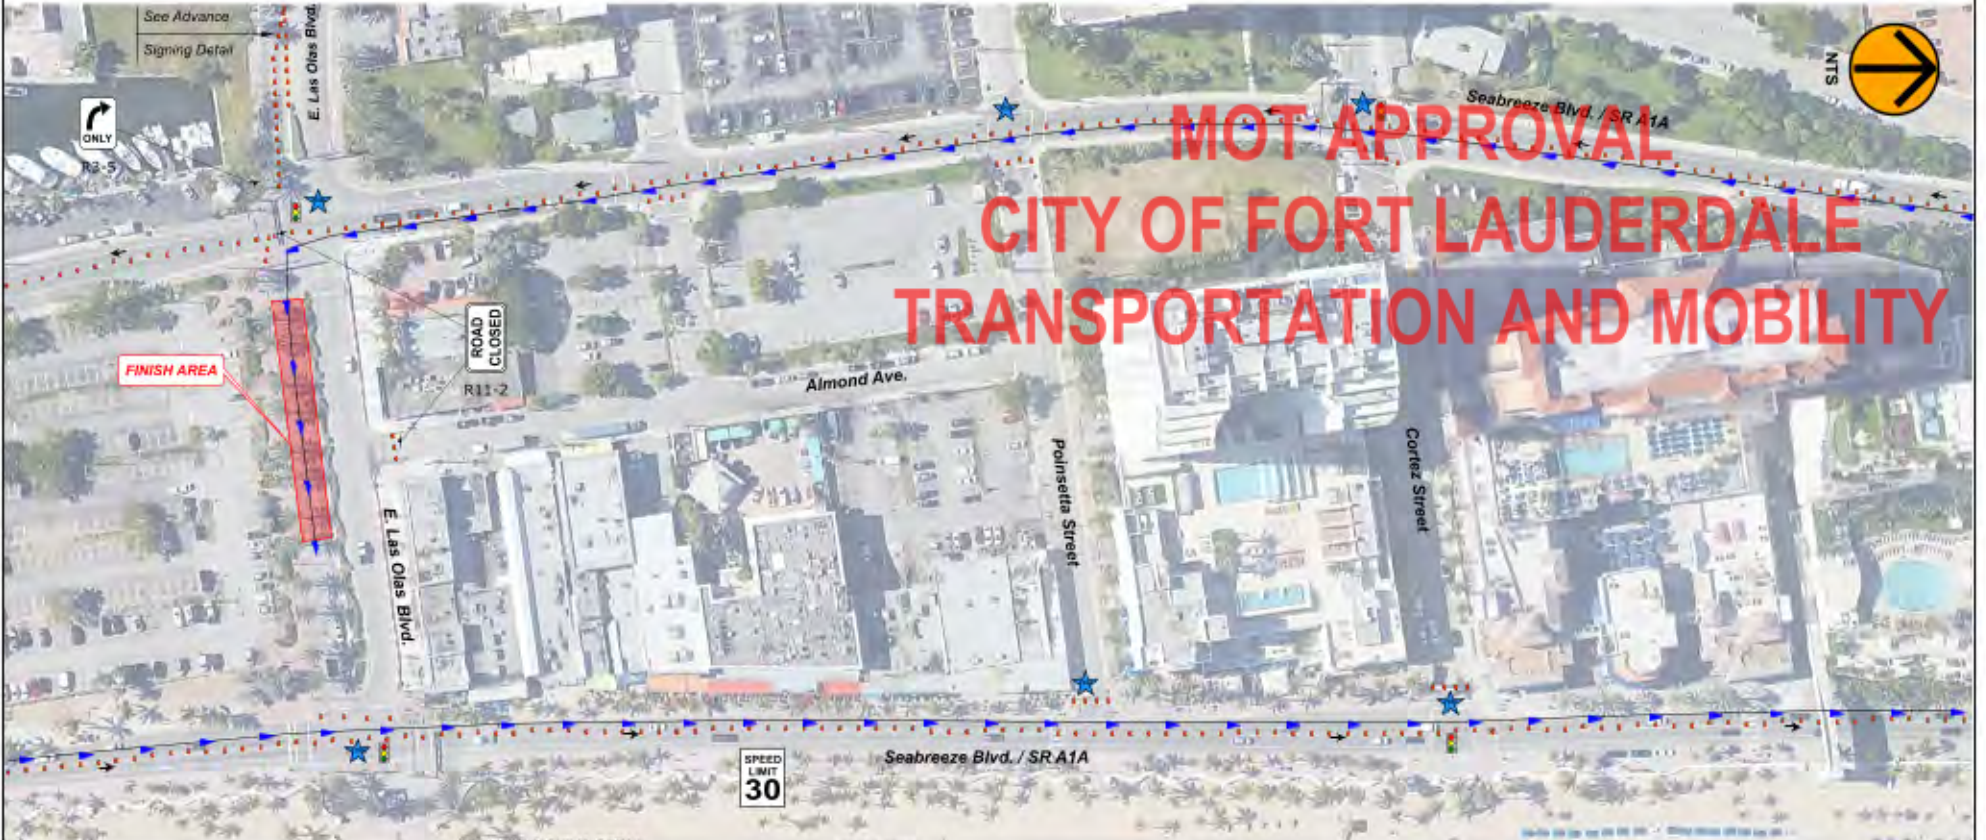 See Advance
Signing Detail
E. Las Olas Blvd.
ONLY
R3-5
NTS
Seabreeze Blvd. / SR A1A
MOT APPROVAL
CITY OF FORT LAUDERDALE
TRANSPORTATION AND MOBILITY
FINISH AREA
ROAD
CLOSED
R11-2
Almond Ave.
Poinsetta Street
Cortez Street
E. Las Olas Blvd.
SPEED
LIMIT
30
Seabreeze Blvd. / SR A1A